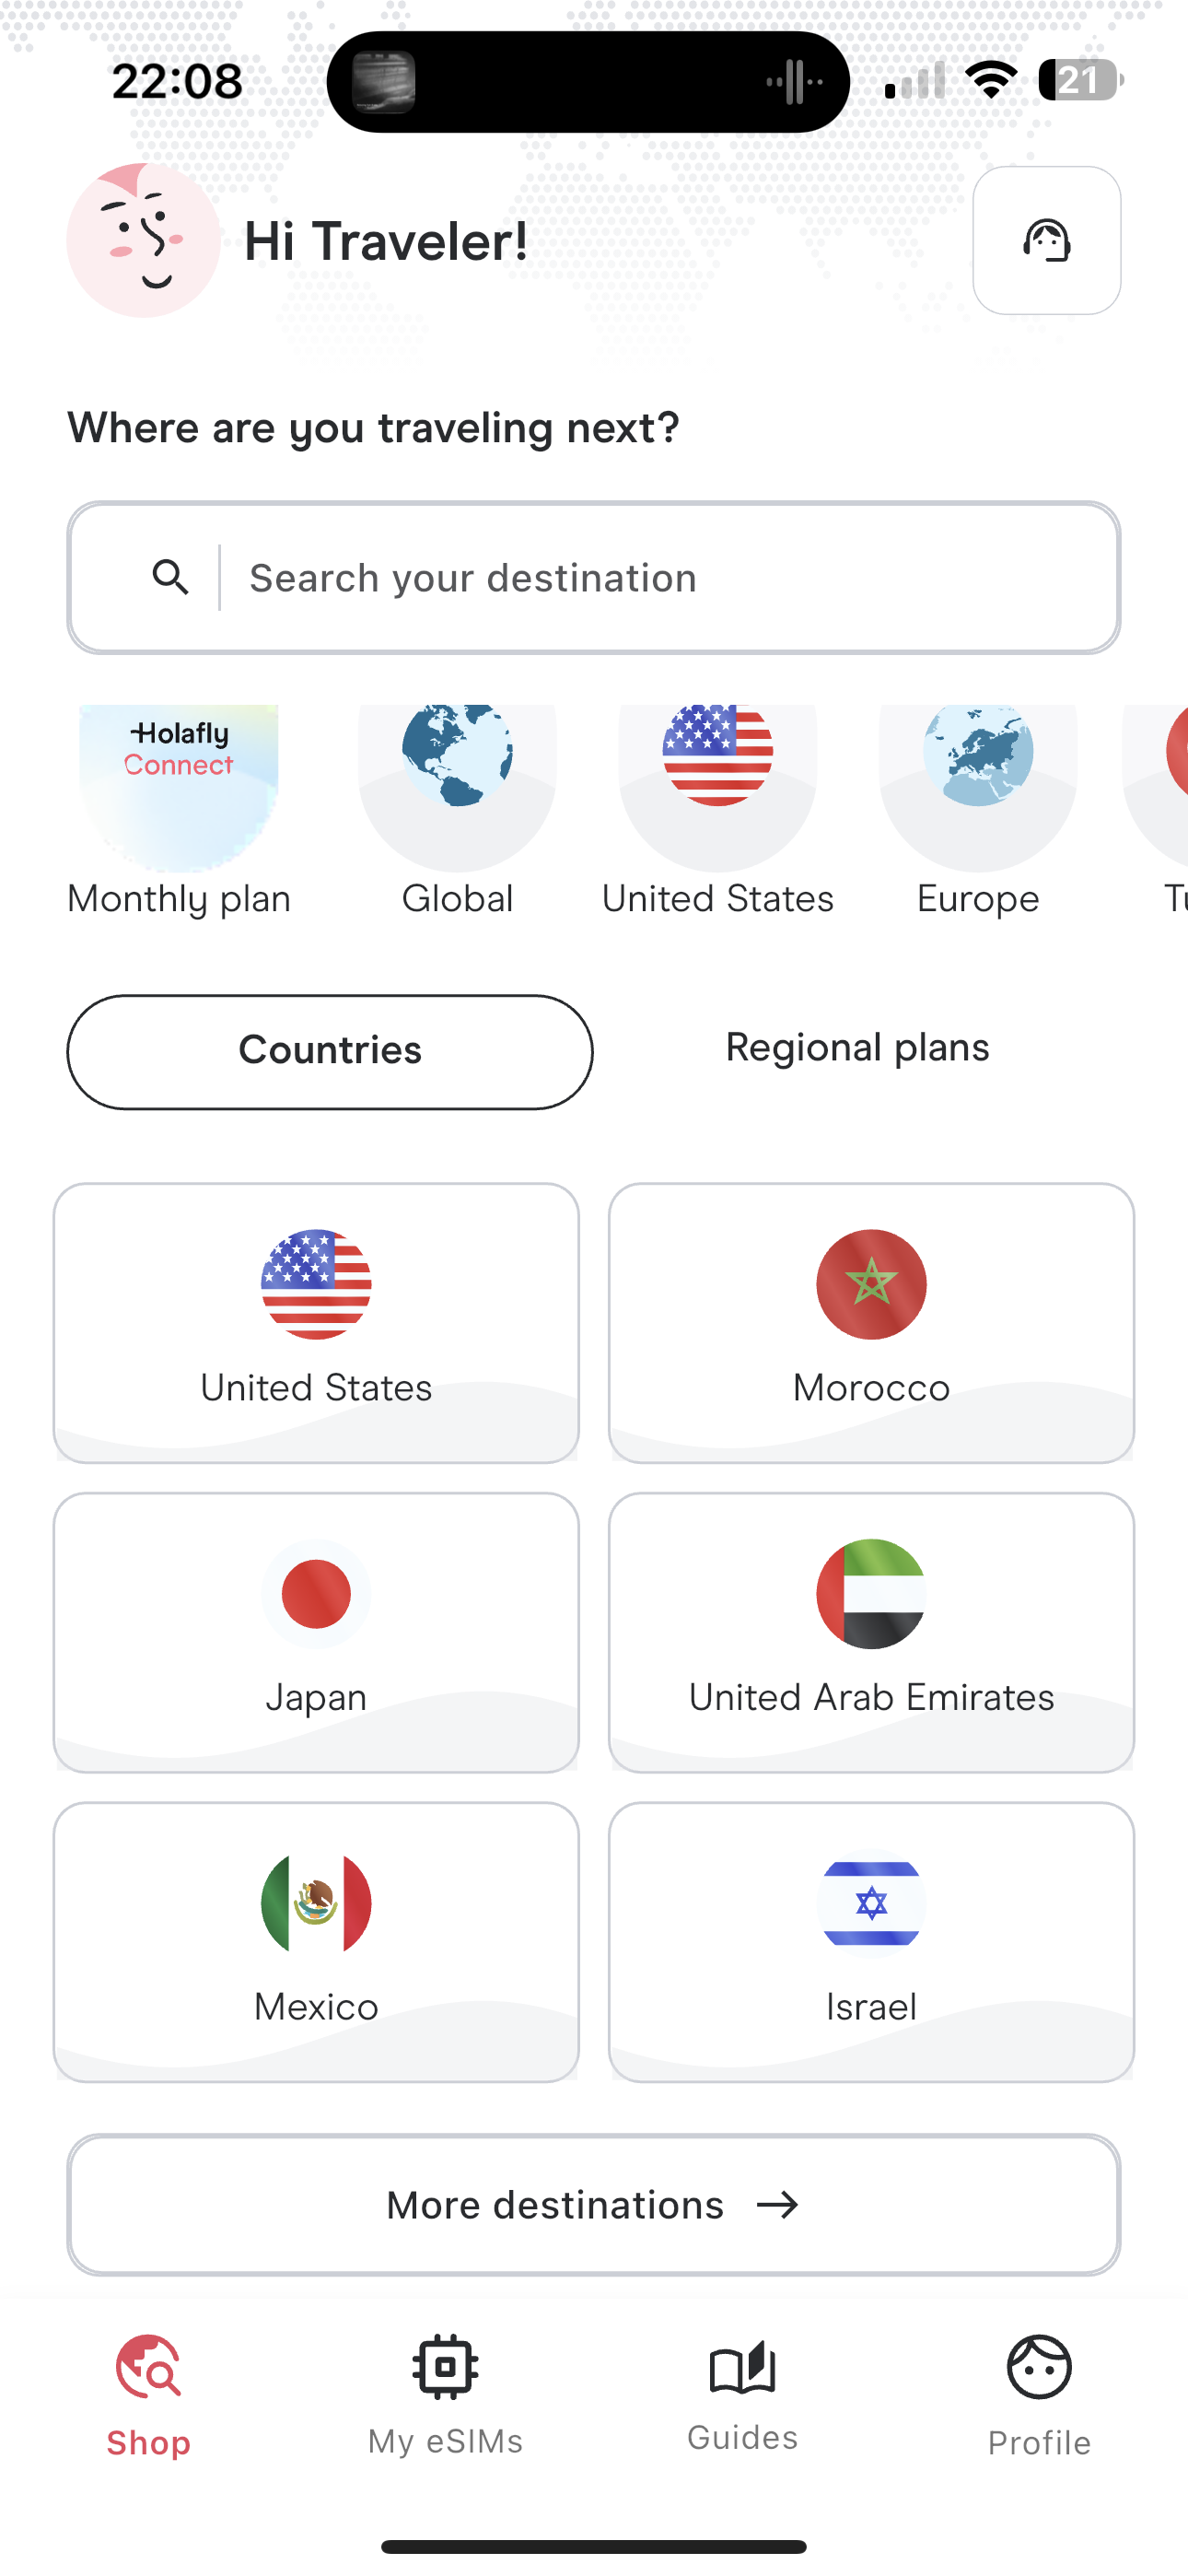 22:08
21
Hi Traveler!
Where are you traveling next?
Search your destination
Holafly
Connect
Monthly plan
Global
United States
Europe
Countries
Regional plans
United States
Morocco
Japan
United Arab Emirates
Mexico
Israel
More destinations →
Shop
My eSIMs
Guides
Profile